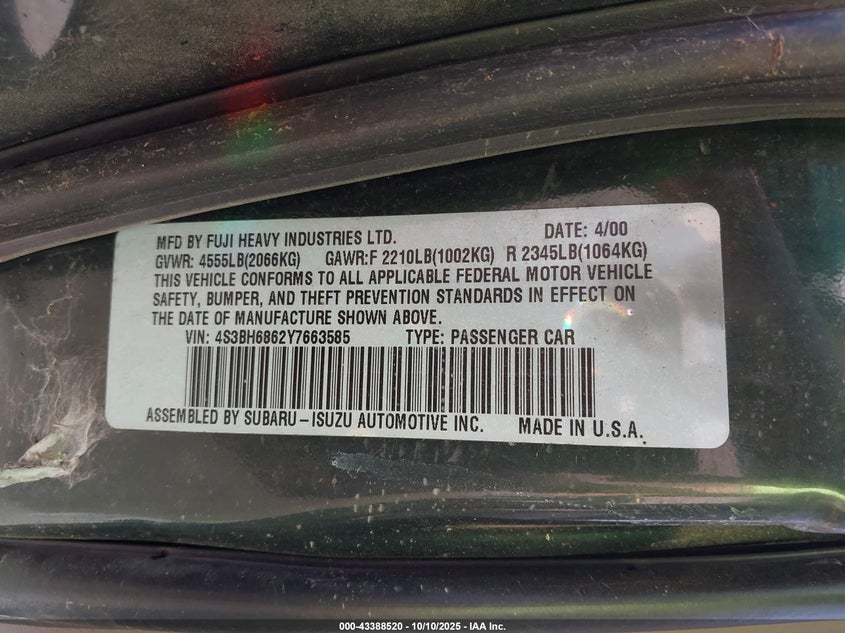 MFD BY FUJI HEAVY INDUSTRIES LTD. DATE: 4/00
GVWR: 4555LB(2066KG) GAWR:F 2210LB(1002KG) R 2345LB(1064KG)
THIS VEHICLE CONFORMS TO ALL APPLICABLE FEDERAL MOTOR VEHICLE
SAFETY, BUMPER, AND THEFT PREVENTION STANDARDS IN EFFECT ON
THE DATE OF MANUFACTURE SHOWN ABOVE.
VIN: 4S3BH6862Y7663585 TYPE: PASSENGER CAR
ASSEMBLED BY SUBARU-ISUZU AUTOMOTIVE INC. MADE IN U.S.A.
000-43388520 - 10/10/2025 - IAA Inc.